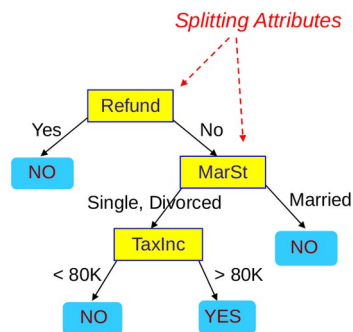 Splitting Attributes
Refund
Yes
No
NO
MarSt
Single, Divorced
Married
TaxInc
NO
< 80K
> 80K
NO
YES